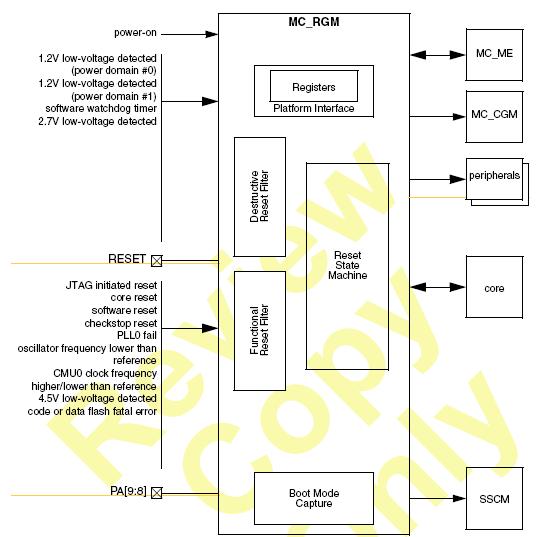 MC_RGM
power-on
1.2V low-voltage detected
(power domain #0)
1.2V low-voltage detected
(power domain #1)
software watchdog timer
2.7V low-voltage detected
Registers
Platform Interface
MC_ME
MC_CGM
peripherals
Destructive
Reset Filter
Reset
State
Machine
RESET
core
JTAG initiated reset
core reset
software reset
checkstop reset
PLL0 fail
oscillator frequency lower than
reference
CMU0 clock frequency
higher/lower than reference
4.5V low-voltage detected
code or data flash fatal error
Functional
Reset Filter
PA[9:8]
Boot Mode
Capture
SSCM
Review
Copy
Only